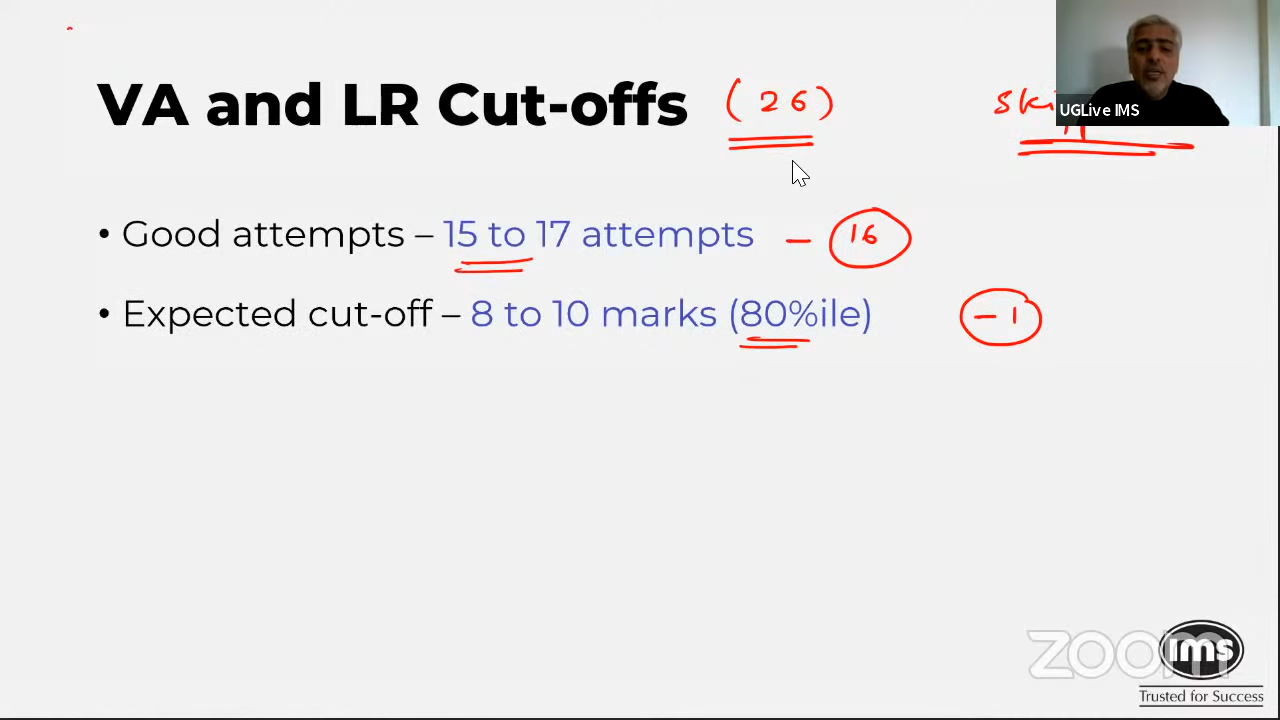 VA and LR Cut-offs (26)
UGLive IMS
• Good attempts – 15 to 17 attempts – 16
• Expected cut-off – 8 to 10 marks (80%ile) – 1
zoom
ims
Trusted for Success